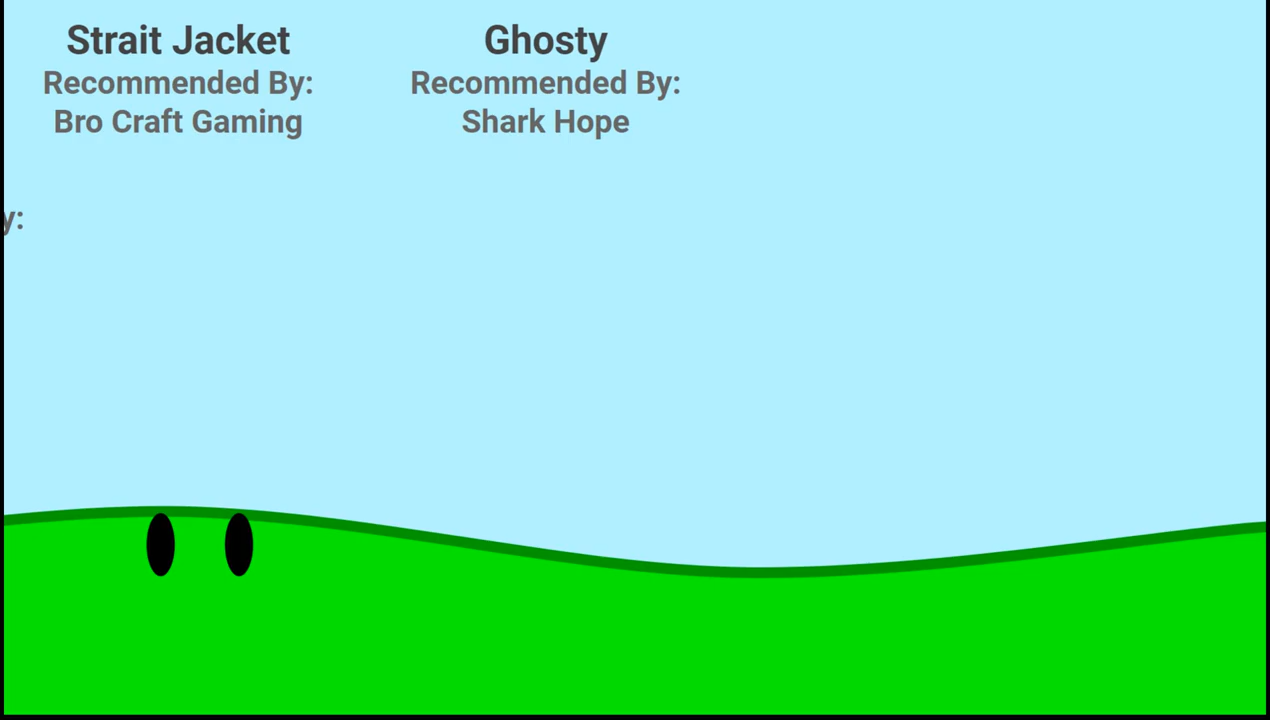 Strait Jacket
Recommended By:
Bro Craft Gaming
Ghosty
Recommended By:
Shark Hope
y: